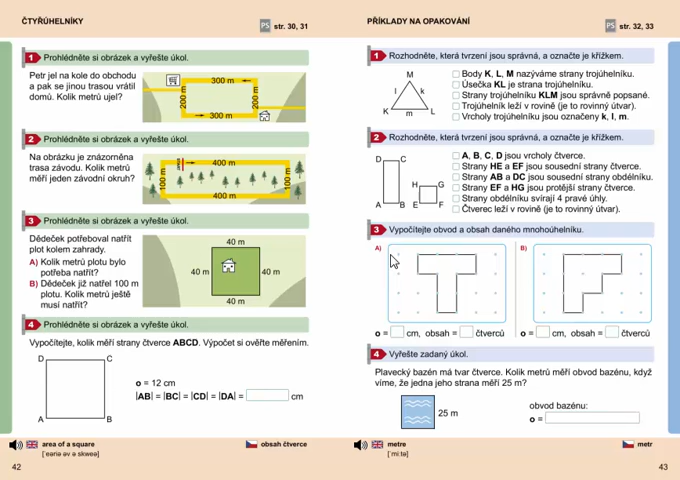 ČTYŘÚHELNÍKY
PS str. 30, 31
1 Prohlédněte si obrázek a vyřešte úkol.
Petr jel na kole do obchodu
a pak se jinou trasou vrátil
domů. Kolik metrů ujel?
300 m
200 m
200 m
300 m
2 Prohlédněte si obrázek a vyřešte úkol.
Na obrázku je znázorněna
trasa závodu. Kolik metrů
měří jeden závodní okruh?
START
400 m
100 m
100 m
400 m
3 Prohlédněte si obrázek a vyřešte úkol.
Dědeček potřeboval natřít
plot kolem zahrady.
A) Kolik metrů plotu bylo
potřeba natřít?
B) Dědeček již natřel 100 m
plotu. Kolik metrů ještě
musí natřít?
40 m
40 m
40 m
40 m
4 Prohlédněte si obrázek a vyřešte úkol.
Vypočítejte, kolik měří strany čtverce ABCD. Výpočet si ověřte měřením.
D C
A B
o = 12 cm
|AB| = |BC| = |CD| = |DA| = cm
area of a square
obsah čtverce
42
PŘÍKLADY NA OPAKOVÁNÍ
PS str. 32, 33
1 Rozhodněte, která tvrzení jsou správná, a označte je křížkem.
M
l k
K m L
Body K, L, M nazýváme strany trojúhelníku.
Úsečka KL je strana trojúhelníku.
Strany trojúhelníku KLM jsou správně popsané.
Trojúhelník leží v rovině (je to rovinný útvar).
Vrcholy trojúhelníku jsou označeny k, l, m.
2 Rozhodněte, která tvrzení jsou správná, a označte je křížkem.
D C
H G
A B E F
A, B, C, D jsou vrcholy čtverce.
Strany HE a EF jsou sousední strany čtverce.
Strany AB a DC jsou sousední strany obdélníku.
Strany EF a HG jsou protější strany čtverce.
Strany obdélníku svírají 4 pravé úhly.
Čtverec leží v rovině (je to rovinný útvar).
3 Vypočítejte obvod a obsah daného mnohoúhelníku.
A)
B)
o = cm, obsah = čtverců
o = cm, obsah = čtverců
4 Vyřešte zadaný úkol.
Plavecký bazén má tvar čtverce. Kolik metrů měří obvod bazénu, když
víme, že jedna jeho strana měří 25 m?
25 m
obvod bazénu:
o =
metre
[ˈmiːtə]
metr
43